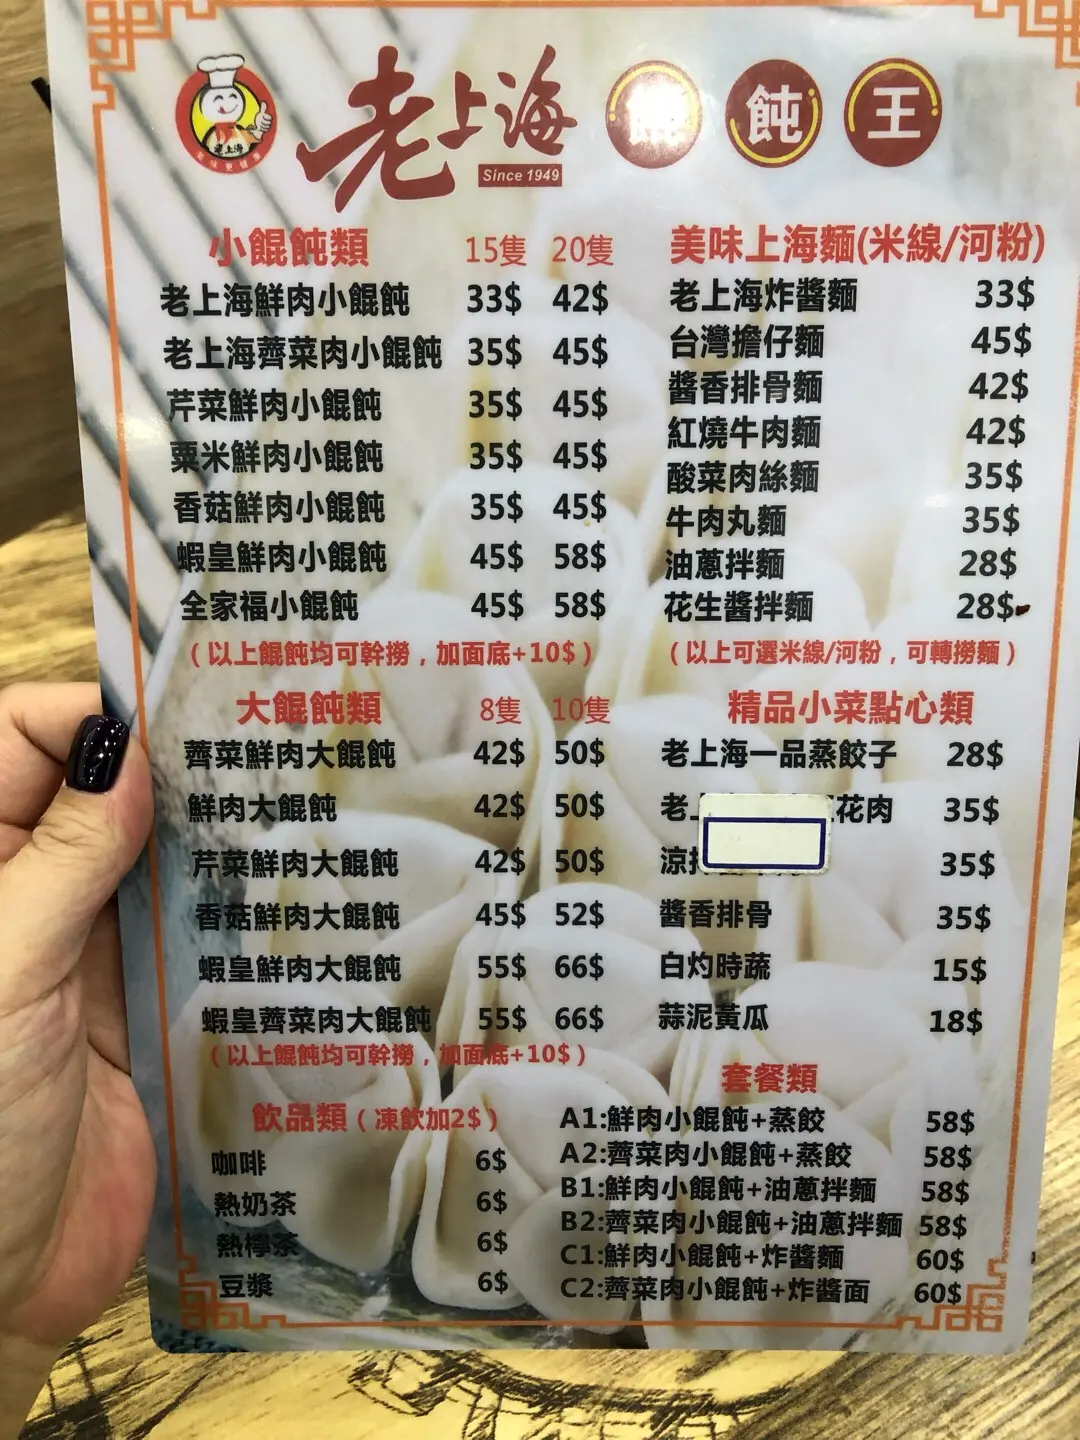 老上海
餛飩王
Since 1949
老上海
小餛飩類 15隻 20隻
老上海鮮肉小餛飩 33$ 42$
老上海薺菜肉小餛飩 35$ 45$
芹菜鮮肉小餛飩 35$ 45$
粟米鮮肉小餛飩 35$ 45$
香菇鮮肉小餛飩 35$ 45$
蝦皇鮮肉小餛飩 45$ 58$
全家福小餛飩 45$ 58$
（以上餛飩均可幹撈，加面底+10$）
大餛飩類 8隻 10隻
薺菜鮮肉大餛飩 42$ 50$
鮮肉大餛飩 42$ 50$
芹菜鮮肉大餛飩 42$ 50$
香菇鮮肉大餛飩 45$ 52$
蝦皇鮮肉大餛飩 55$ 66$
蝦皇薺菜肉大餛飩 55$ 66$
（以上餛飩均可幹撈，加面底+10$）
飲品類（凍飲加2$）
咖啡 6$
熱奶茶 6$
熱檸茶 6$
豆漿 6$
美味上海麵(米線/河粉)
老上海炸醬麵 33$
台灣擔仔麵 45$
醬香排骨麵 42$
紅燒牛肉麵 42$
酸菜肉絲麵 35$
牛肉丸麵 35$
油蔥拌麵 28$
花生醬拌麵 28$
（以上可選米線/河粉，可轉撈麵）
精品小菜點心類
老上海一品蒸餃子 28$
老 花肉 35$
涼 35$
醬香排骨 35$
白灼時蔬 15$
蒜泥黃瓜 18$
套餐類
A1:鮮肉小餛飩+蒸餃 58$
A2:薺菜肉小餛飩+蒸餃 58$
B1:鮮肉小餛飩+油蔥拌麵 58$
B2:薺菜肉小餛飩+油蔥拌麵 58$
C1:鮮肉小餛飩+炸醬麵 60$
C2:薺菜肉小餛飩+炸醬面 60$